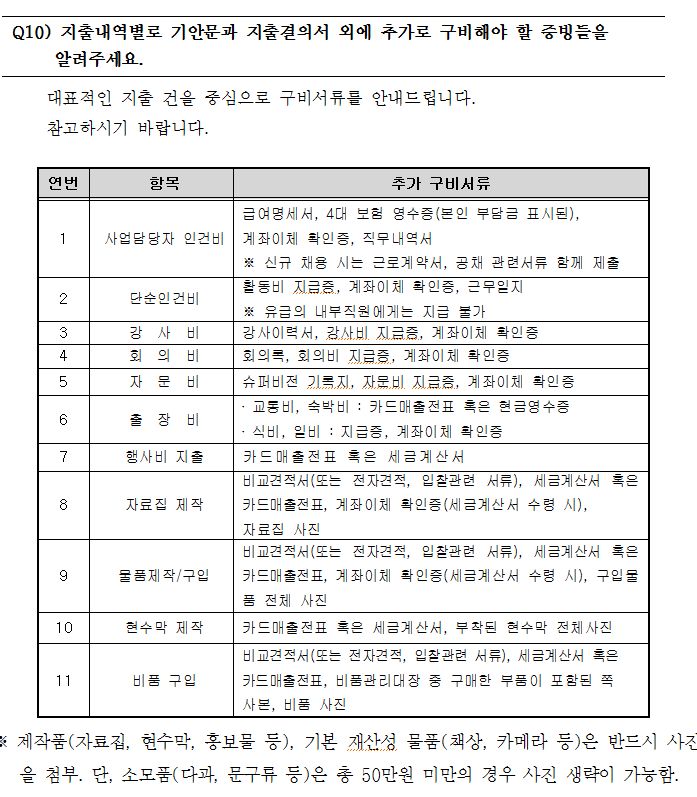 Q10) 지출내역별로 기안문과 지출결의서 외에 추가로 구비해야 할 증빙들을
알려주세요.
대표적인 지출 건을 중심으로 구비서류를 안내드립니다.
참고하시기 바랍니다.
연번 항목 추가 구비서류
1 사업담당자 인건비 급여명세서, 4대 보험 영수증(본인 부담금 표시된),
계좌이체 확인증, 직무내역서
※ 신규 채용 시는 근로계약서, 공채 관련서류 함께 제출
2 단순인건비 활동비 지급증, 계좌이체 확인증, 근무일지
※ 유급의 내부직원에게는 지급 불가
3 강 사 비 강사이력서, 강사비 지급증, 계좌이체 확인증
4 회 의 비 회의록, 회의비 지급증, 계좌이체 확인증
5 자 문 비 슈퍼비전 기록지, 자문비 지급증, 계좌이체 확인증
6 출 장 비 · 교통비, 숙박비 : 카드매출전표 혹은 현금영수증
· 식비, 일비 : 지급증, 계좌이체 확인증
7 행사비 지출 카드매출전표 혹은 세금계산서
8 자료집 제작 비교견적서(또는 전자견적, 입찰관련 서류), 세금계산서 혹은
카드매출전표, 계좌이체 확인증(세금계산서 수령 시),
자료집 사진
9 물품제작/구입 비교견적서(또는 전자견적, 입찰관련 서류), 세금계산서 혹은
카드매출전표, 계좌이체 확인증(세금계산서 수령 시), 구입물
품 전체 사진
10 현수막 제작 카드매출전표 혹은 세금계산서, 부착된 현수막 전체사진
11 비품 구입 비교견적서(또는 전자견적, 입찰관련 서류), 세금계산서 혹은
카드매출전표, 비품관리대장 중 구매한 부품이 포함된 쪽
사본, 비품 사진
※ 제작품(자료집, 현수막, 홍보물 등), 기본 재산성 물품(책상, 카메라 등)은 반드시 사진
을 첨부. 단, 소모품(다과, 문구류 등)은 총 50만원 미만의 경우 사진 생략이 가능함.